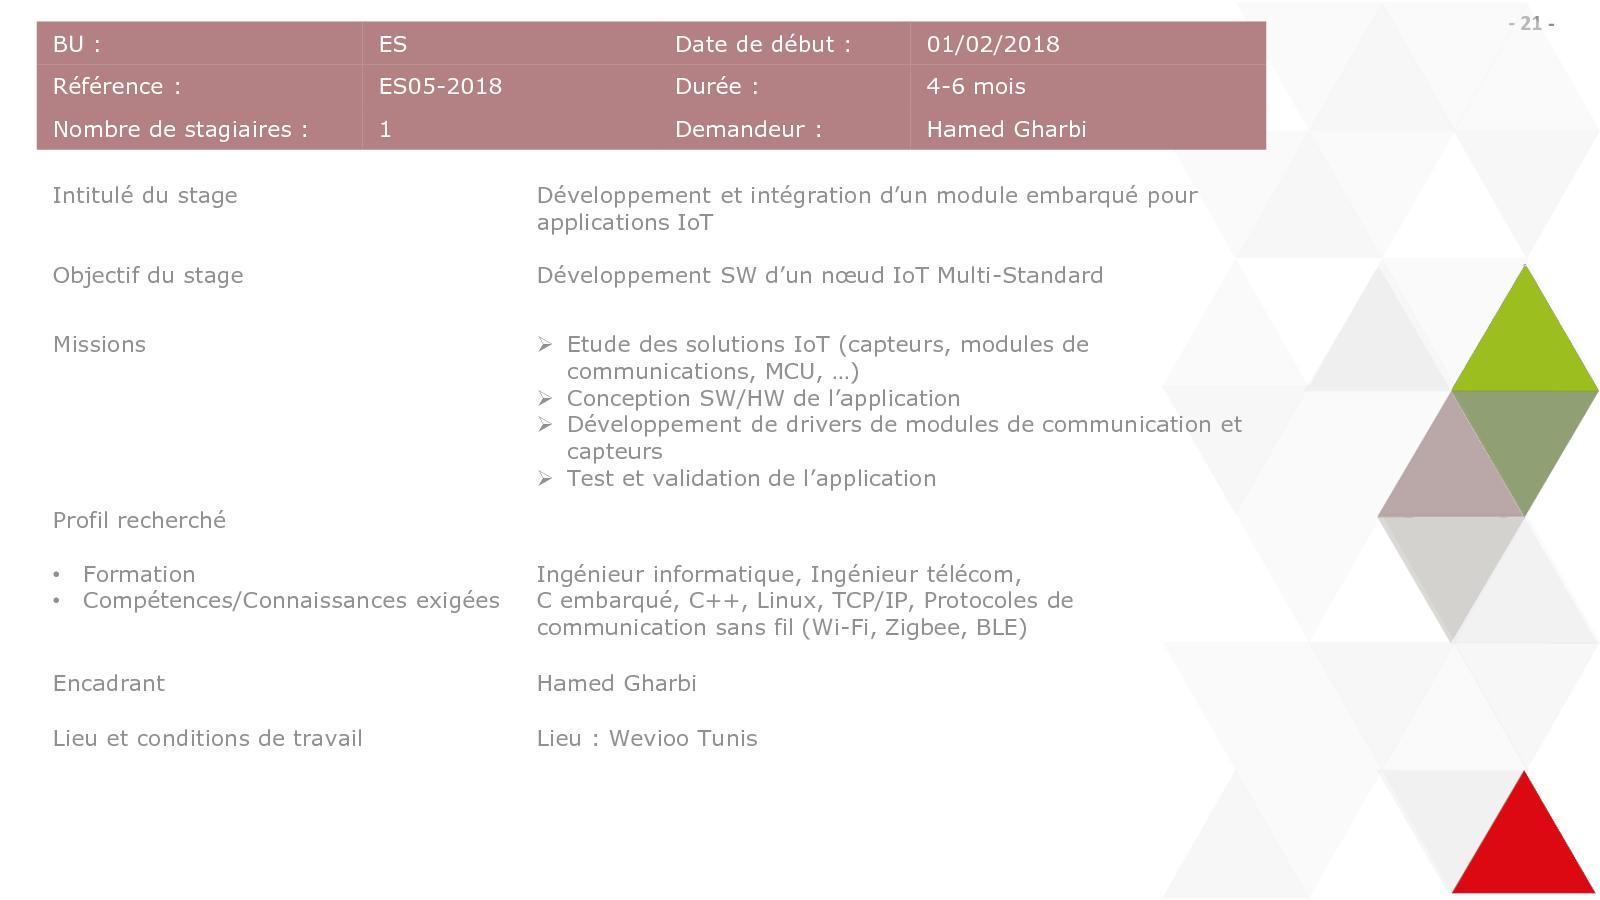 - 21 -
BU : ES Date de début : 01/02/2018
Référence : ES05-2018 Durée : 4-6 mois
Nombre de stagiaires : 1 Demandeur : Hamed Gharbi
Intitulé du stage Développement et intégration d’un module embarqué pour
applications IoT
Objectif du stage Développement SW d’un nœud IoT Multi-Standard
Missions ➢ Etude des solutions IoT (capteurs, modules de
communications, MCU, …)
➢ Conception SW/HW de l’application
➢ Développement de drivers de modules de communication et
capteurs
➢ Test et validation de l’application
Profil recherché
• Formation Ingénieur informatique, Ingénieur télécom,
• Compétences/Connaissances exigées C embarqué, C++, Linux, TCP/IP, Protocoles de
communication sans fil (Wi-Fi, Zigbee, BLE)
Encadrant Hamed Gharbi
Lieu et conditions de travail Lieu : Wevioo Tunis